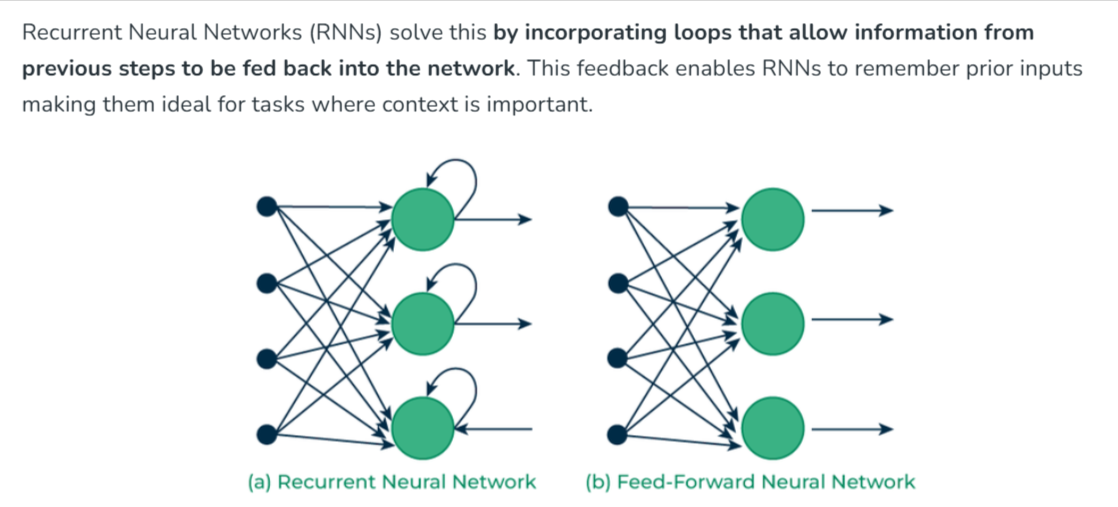 Recurrent Neural Networks (RNNs) solve this by incorporating loops that allow information from
previous steps to be fed back into the network. This feedback enables RNNs to remember prior inputs
making them ideal for tasks where context is important.
(a) Recurrent Neural Network
(b) Feed-Forward Neural Network